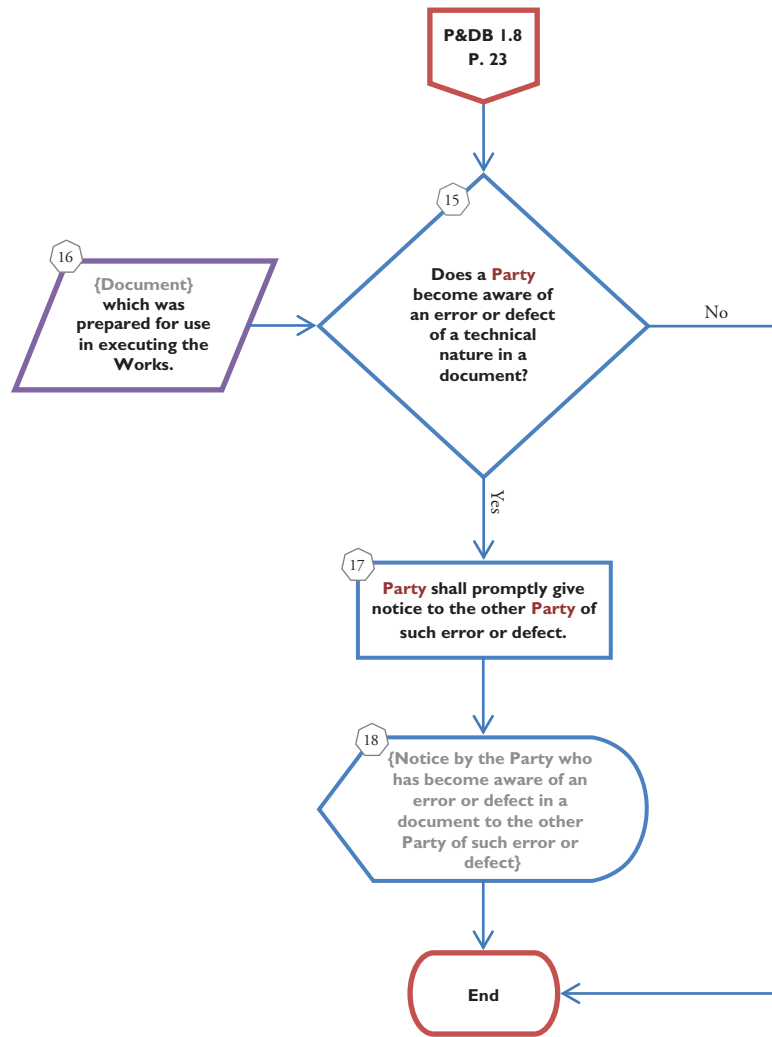 P&DB 1.8
P. 23
15
Does a Party
become aware of
an error or defect
of a technical
nature in a
document?
No
16
{Document}
which was
prepared for use
in executing the
Works.
Yes
17
Party shall promptly give
notice to the other Party of
such error or defect.
18
{Notice by the Party who
has become aware of an
error or defect in a
document to the other
Party of such error or
defect}
End